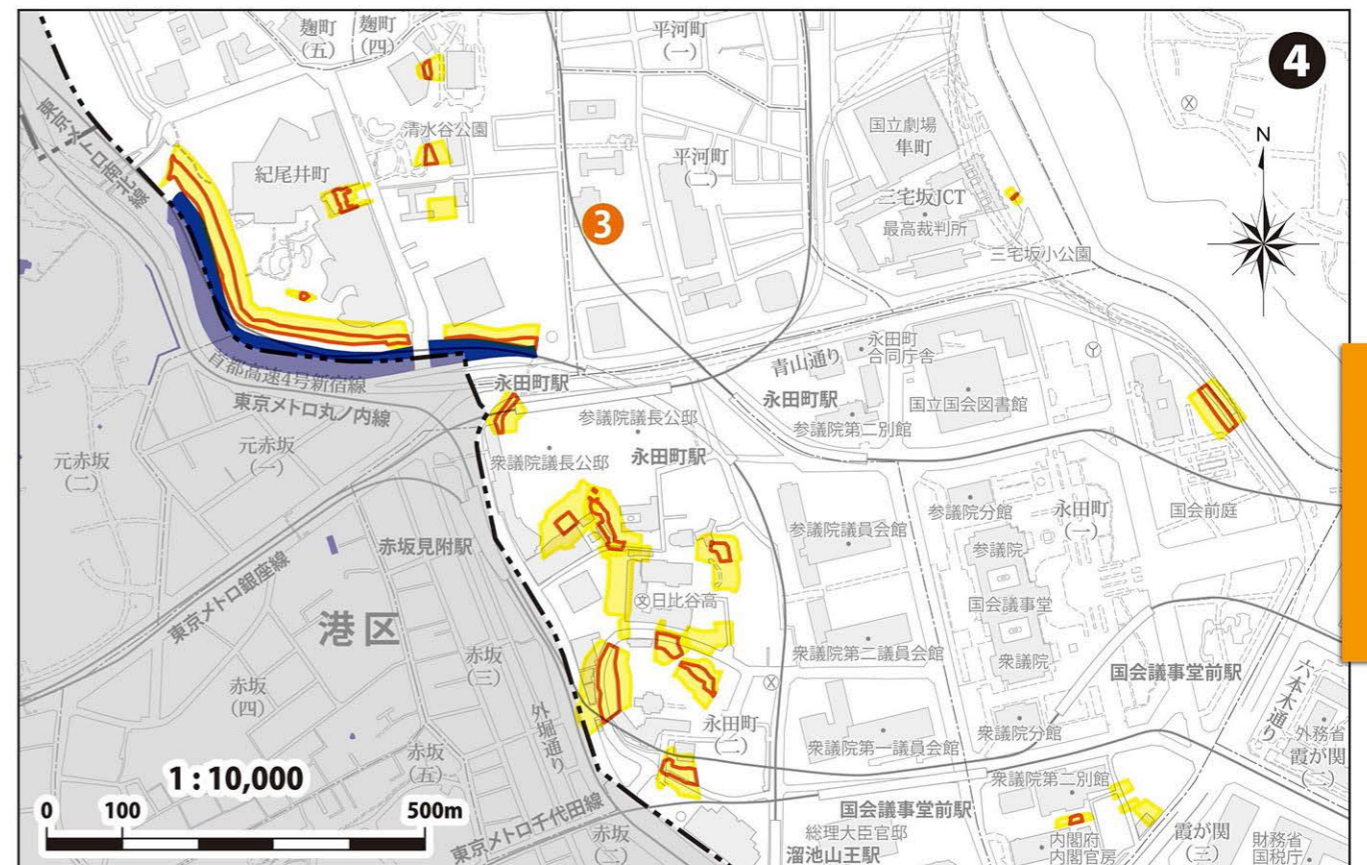 麹町
(五)
麹町
(四)
平河町
(一)
4
東京メトロ南北線
清水谷公園
紀尾井町
平河町
(二)
国立劇場
隼町
N
3
三宅坂JCT
最高裁判所
三宅坂小公園
首都高速4号新宿線
東京メトロ丸ノ内線
永田町駅
青山通り
永田町
合同庁舎
永田町駅
国立国会図書館
参議院議長公邸
参議院第二別館
元赤坂
(一)
元赤坂
(二)
衆議院議長公邸
永田町駅
赤坂見附駅
参議院議員会館
参議院分館
永田町
(一)
国会前庭
参議院
東京メトロ銀座線
文日比谷高
国会議事堂
港区
赤坂
(三)
衆議院第二議員会館
衆議院
国会議事堂前駅
六本木通り
赤坂
(四)
外堀通り
永田町
(二)
衆議院第一議員会館
衆議院分館
外務省
霞が関
(二)
赤坂
(五)
衆議院第二別館
1:10,000
0 100 500m
国会議事堂前駅
総理大臣官邸
溜池山王駅
東京メトロ千代田線
赤坂
(二)
内閣府
内閣官房
霞が関
(三)
財務省
国税庁